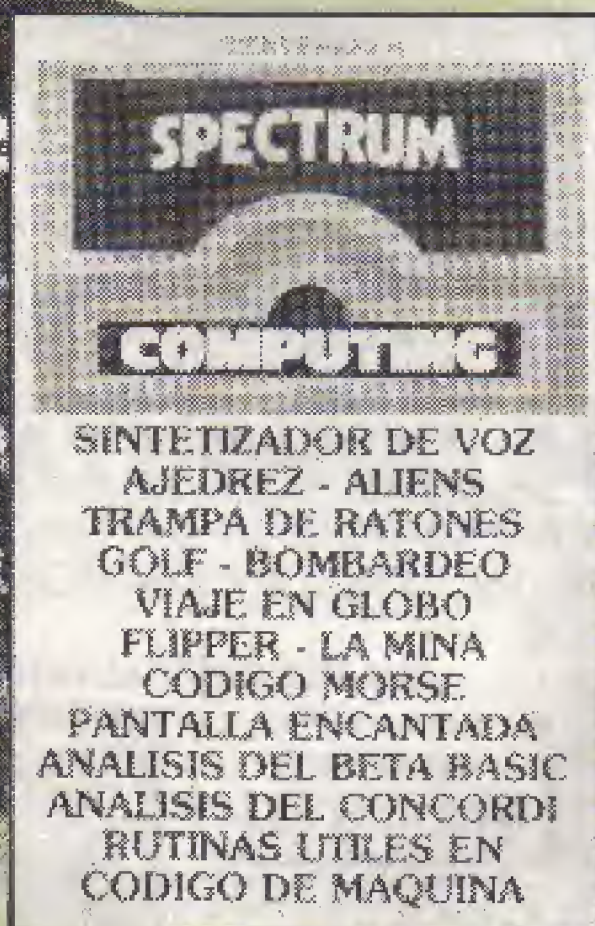 SPECTRUM
COMPUTING
SINTETIZADOR DE VOZ
AJEDREZ - ALIENS
TRAMPA DE RATONES
GOLF - BOMBARDEO
VIAJE EN GLOBO
FLIPPER - LA MINA
CODIGO MORSE
PANTALLA ENCANTADA
ANALISIS DEL BETA BASIC
ANALISIS DEL CONCORDI
RUTINAS UTILES EN
CODIGO DE MAQUINA